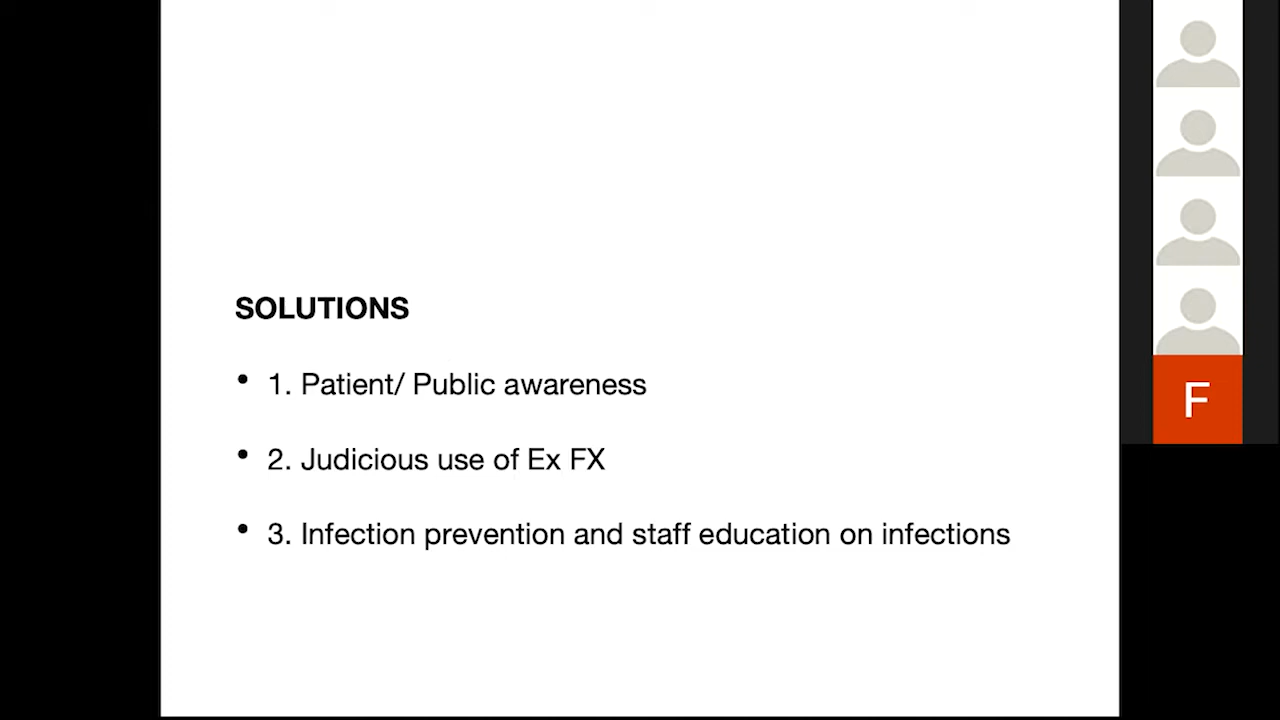 SOLUTIONS
• 1. Patient/ Public awareness
• 2. Judicious use of Ex FX
• 3. Infection prevention and staff education on infections
F